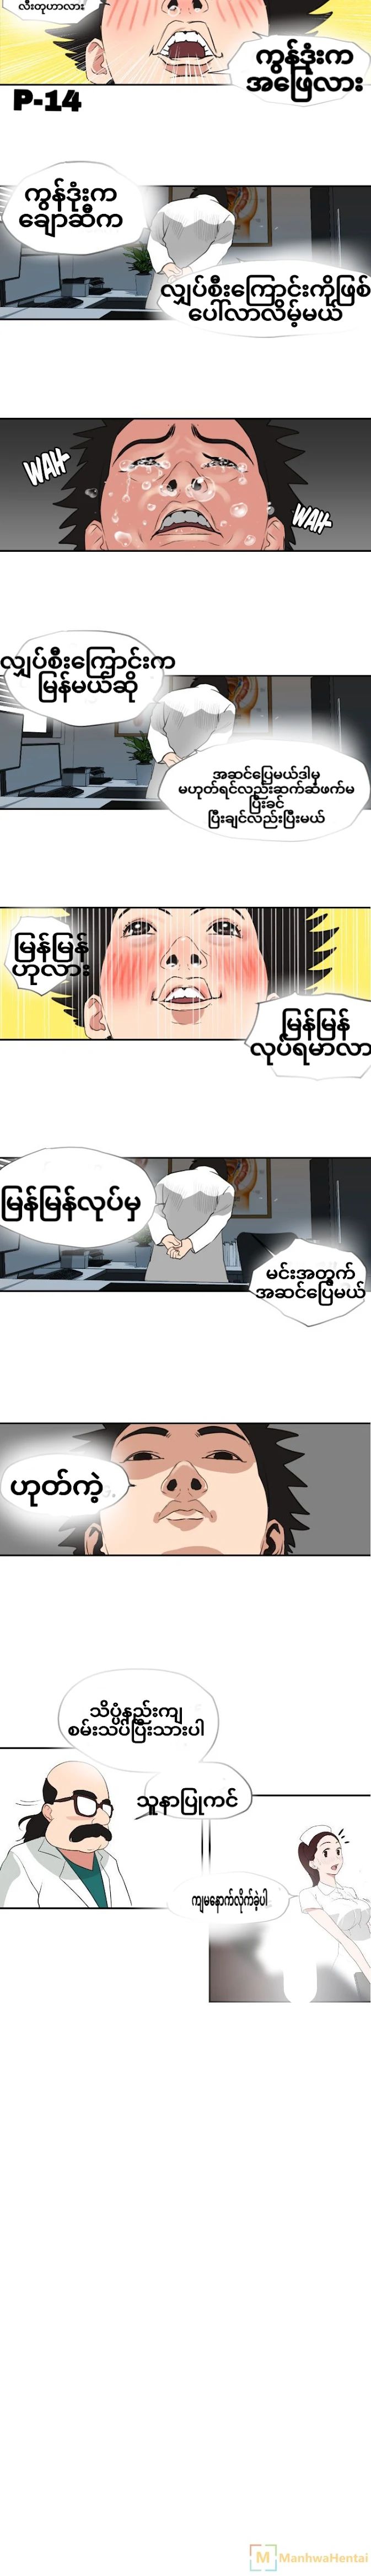 လီးတုဟာလား
ကွန်ဒုံးက
အဖြေလား
P-14
ကွန်ဒုံးက
ချောဆီက
လျှပ်စီးကြောင်းကိုဖြစ်
ပေါ်လာလိမ့်မယ်
WAH-
WAH-
လျှပ်စီးကြောင်းက
မြန်မယ်ဆို
အဆင်ပြေမယ်ဒါမှ
မဟုတ်ရင်လည်းဆက်ဆံဖက်မ
ပြီးခင်
ပြီးချင်လည်းပြီးမယ်
မြန်မြန်
ဟုလား
မြန်မြန်
လုပ်ရမာလာ
မြန်မြန်လုပ်မှ
မင်းအတွက်
အဆင်ပြေမယ်
ဟုတ်ကဲ့
သိပ္ပံနည်းကျ
စမ်းသပ်ပြီးသားပါ
သူနာပြုကင်
ကျမနောက်လိုက်ခဲ့ပါ
M ManhwaHentai